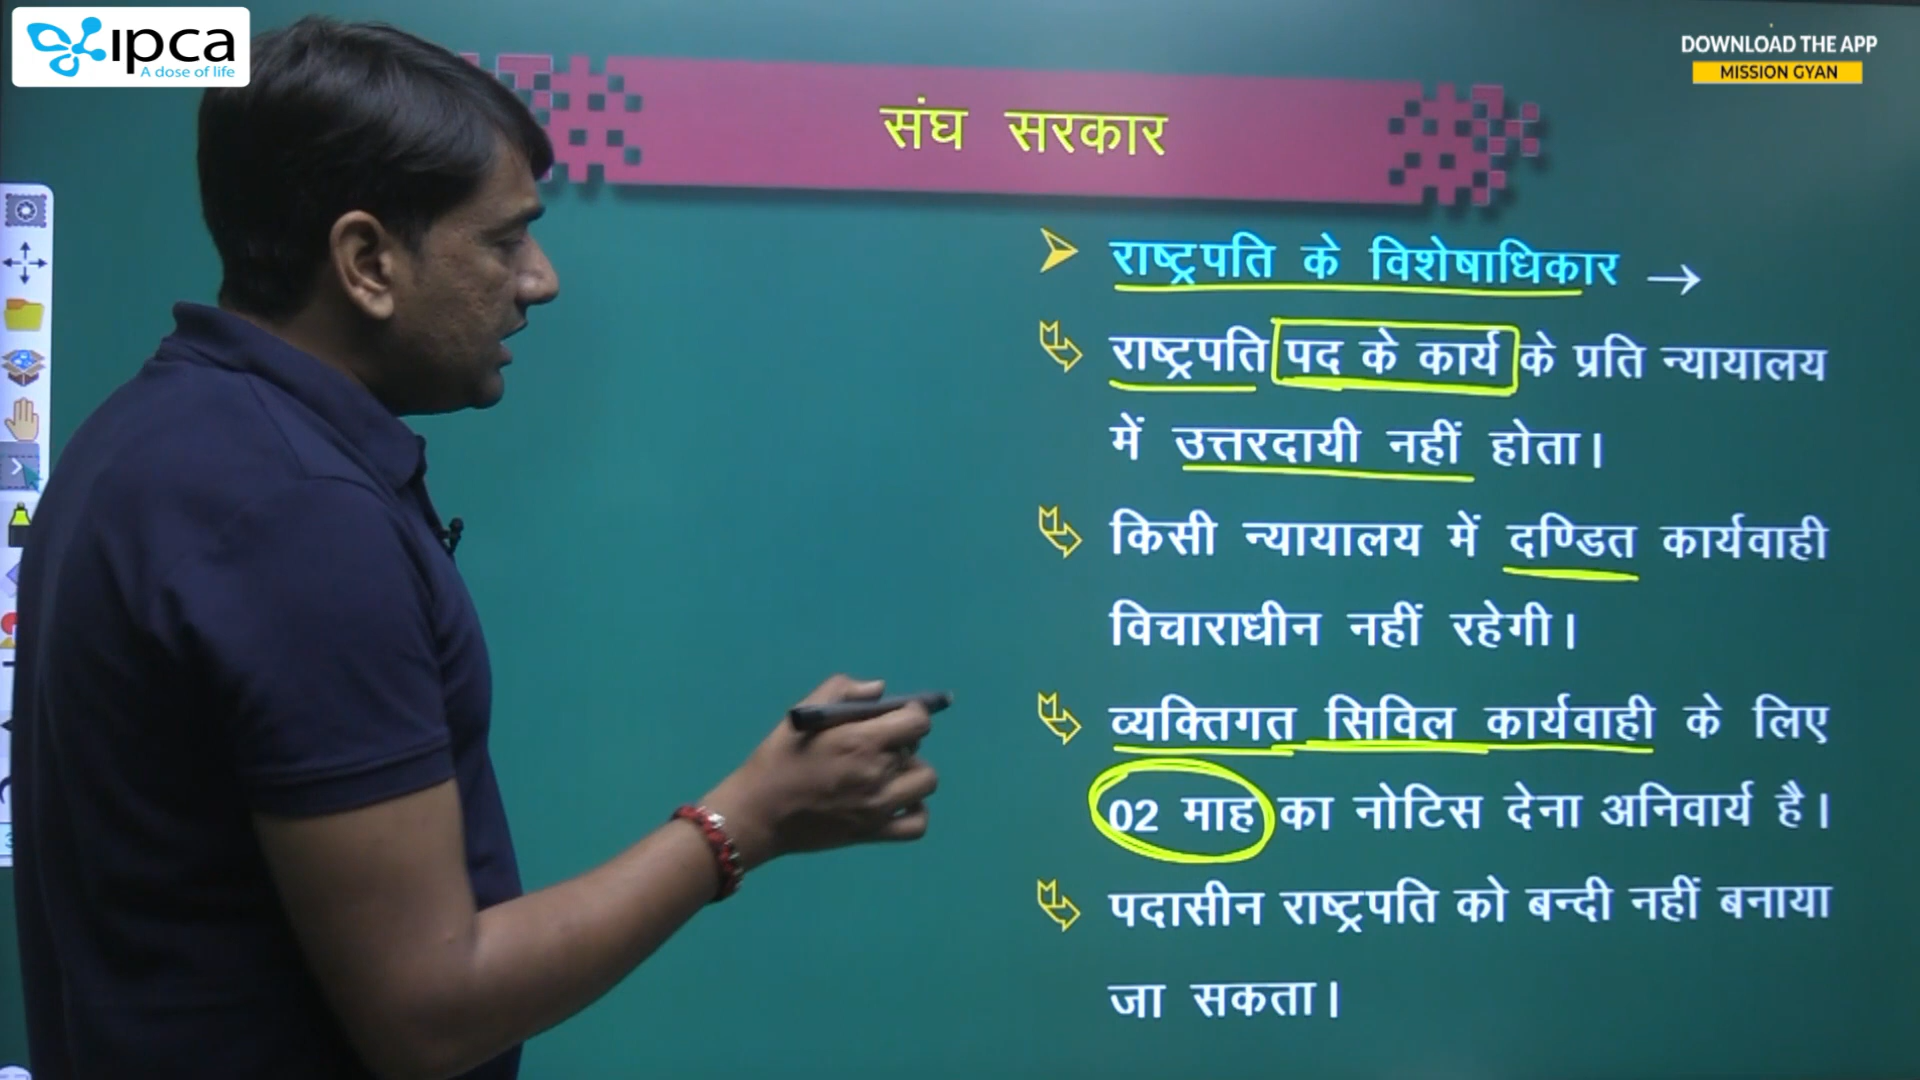 ipca
A dose of life
DOWNLOAD THE APP
MISSION GYAN
संघ सरकार
राष्ट्रपति के विशेषाधिकार →
राष्ट्रपति पद के कार्य के प्रति न्यायालय
में उत्तरदायी नहीं होता।
किसी न्यायालय में दण्डित कार्यवाही
विचाराधीन नहीं रहेगी।
व्यक्तिगत सिविल कार्यवाही के लिए
02 माह का नोटिस देना अनिवार्य है।
पदासीन राष्ट्रपति को बन्दी नहीं बनाया
जा सकता।